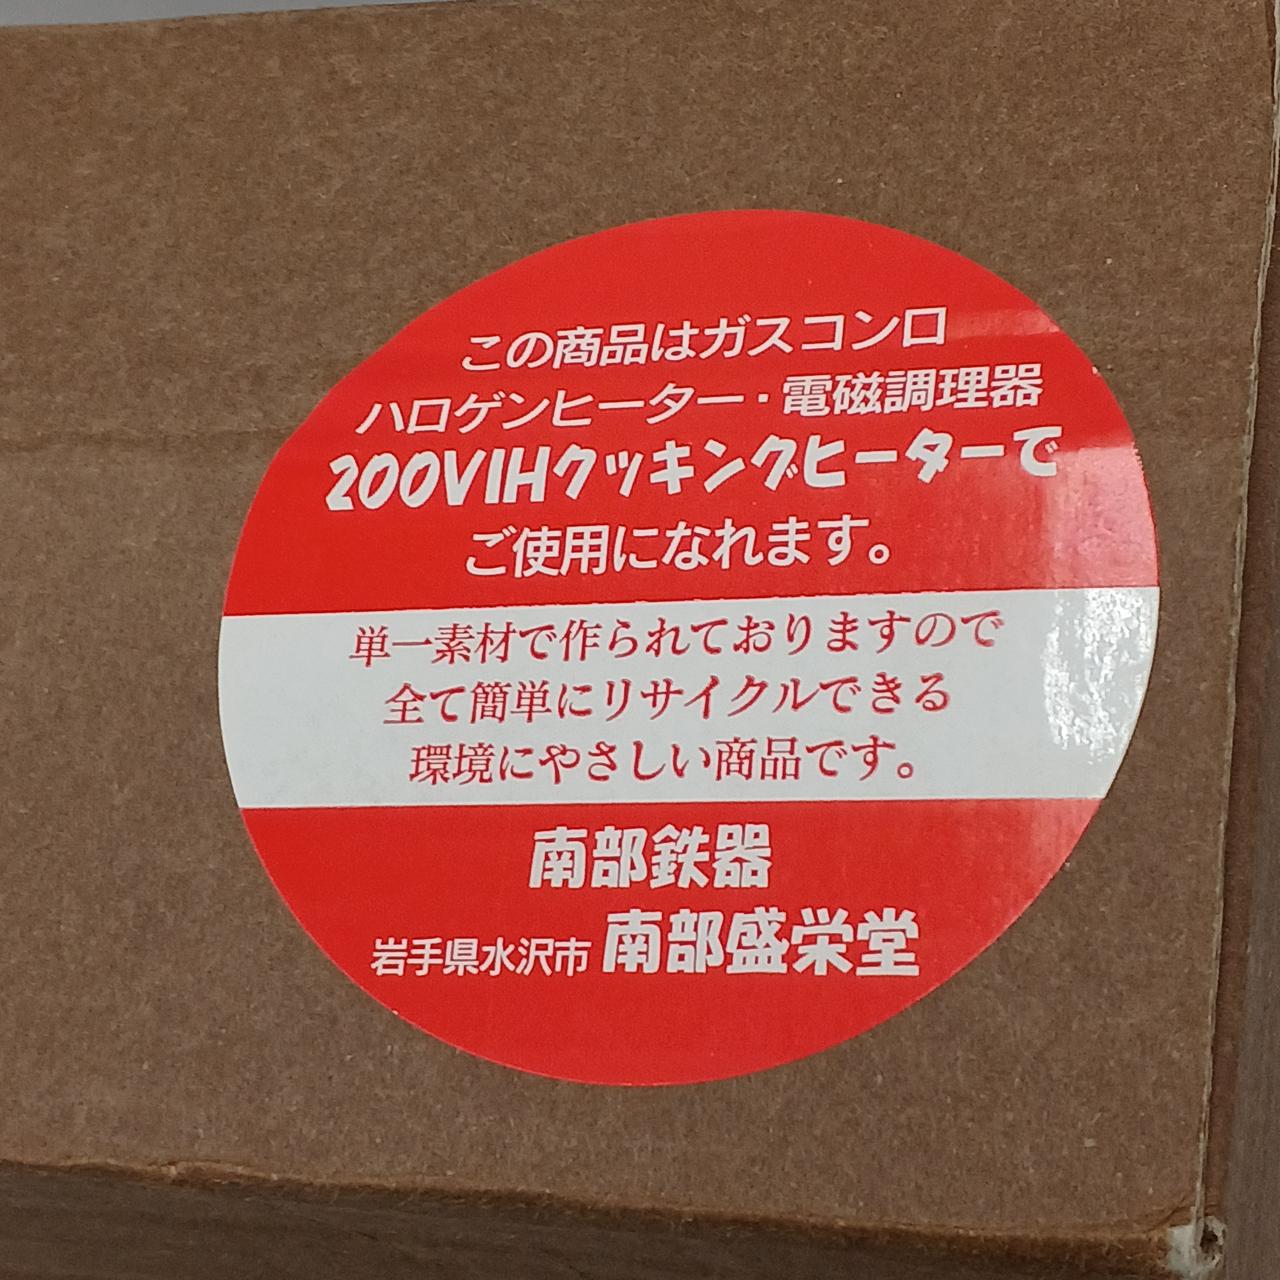 この商品はガスコンロ
ハロゲンヒーター・電磁調理器
200VIHクッキングヒーターで
ご使用になれます。
単一素材で作られておりますので
全て簡単にリサイクルできる
環境にやさしい商品です。
南部鉄器
岩手県水沢市 南部盛栄堂